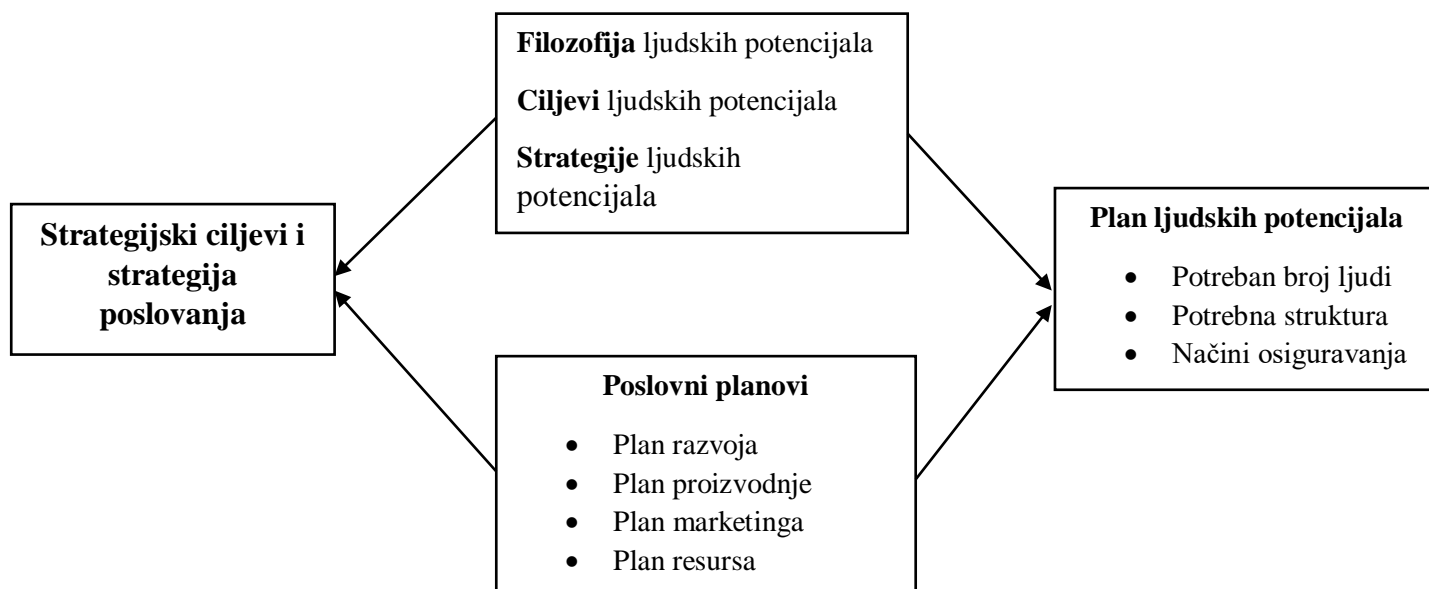 Filozofija ljudskih potencijala
Ciljevi ljudskih potencijala
Strategije ljudskih
potencijala
Strategijski ciljevi i
strategija
poslovanja
Poslovni planovi
• Plan razvoja
• Plan proizvodnje
• Plan marketinga
• Plan resursa
Plan ljudskih potencijala
• Potreban broj ljudi
• Potrebna struktura
• Načini osiguravanja